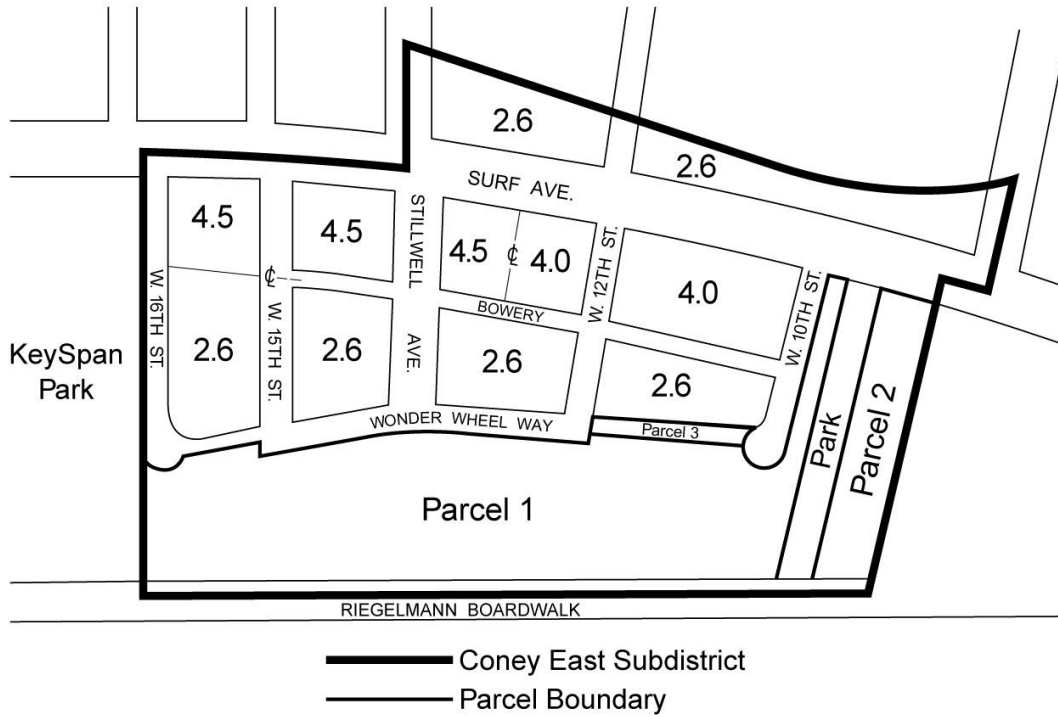 2.6
2.6
SURF AVE.
4.5
4.5
STILLWELL
AVE.
4.5
℄
4.0
W. 12TH ST.
4.0
W. 10TH ST.
BOWERY
W. 16TH ST.
℄
W. 15TH ST.
KeySpan
Park
2.6
2.6
2.6
2.6
WONDER WHEEL WAY
Parcel 3
Park
Parcel 2
Parcel 1
RIEGELMANN BOARDWALK
Coney East Subdistrict
Parcel Boundary